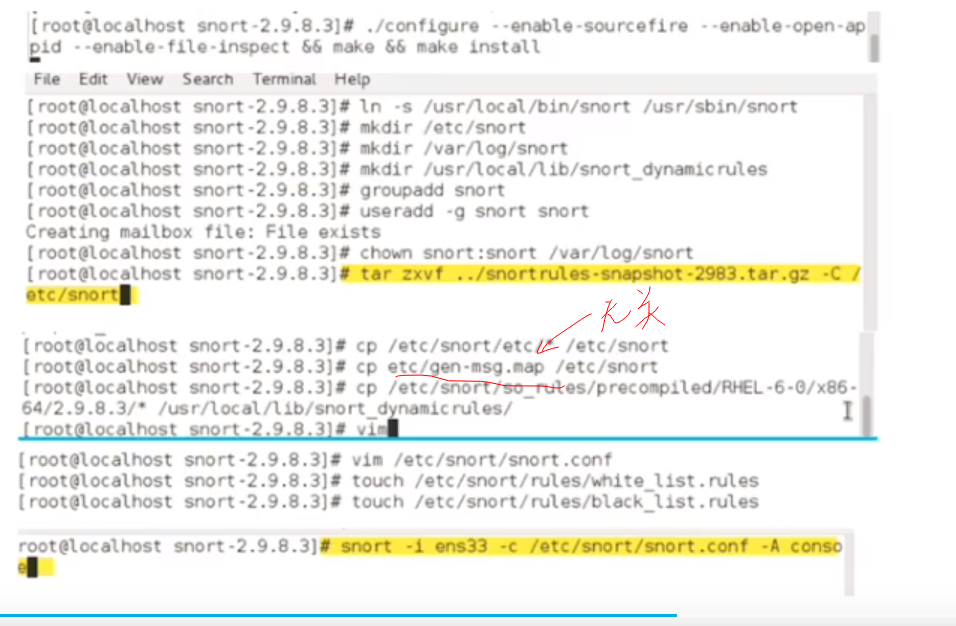 [root@localhost snort-2.9.8.3]# ./configure --enable-sourcefire --enable-open-ap
pid --enable-file-inspect && make && make install
File Edit View Search Terminal Help
[root@localhost snort-2.9.8.3]# ln -s /usr/local/bin/snort /usr/sbin/snort
[root@localhost snort-2.9.8.3]# mkdir /etc/snort
[root@localhost snort-2.9.8.3]# mkdir /var/log/snort
[root@localhost snort-2.9.8.3]# mkdir /usr/local/lib/snort_dynamicrules
[root@localhost snort-2.9.8.3]# groupadd snort
[root@localhost snort-2.9.8.3]# useradd -g snort snort
Creating mailbox file: File exists
[root@localhost snort-2.9.8.3]# chown snort:snort /var/log/snort
[root@localhost snort-2.9.8.3]# tar zxvf ../snortrules-snapshot-2983.tar.gz -C /
etc/snort
无关
[root@localhost snort-2.9.8.3]# cp /etc/snort/etc/* /etc/snort
[root@localhost snort-2.9.8.3]# cp etc/gen-msg.map /etc/snort
[root@localhost snort-2.9.8.3]# cp /etc/snort/so_rules/precompiled/RHEL-6-0/x86-
64/2.9.8.3/* /usr/local/lib/snort_dynamicrules/
[root@localhost snort-2.9.8.3]# vim
[root@localhost snort-2.9.8.3]# vim /etc/snort/snort.conf
[root@localhost snort-2.9.8.3]# touch /etc/snort/rules/white_list.rules
[root@localhost snort-2.9.8.3]# touch /etc/snort/rules/black_list.rules
root@localhost snort-2.9.8.3]# snort -i ens33 -c /etc/snort/snort.conf -A conso
e